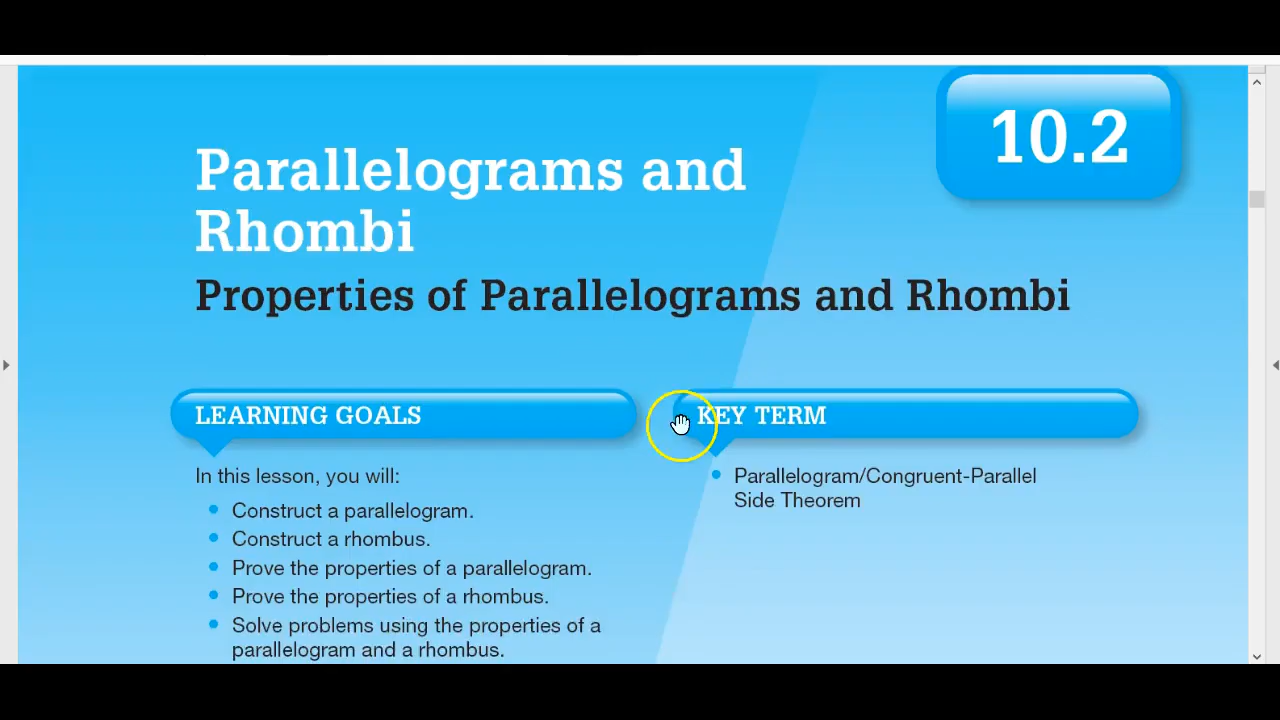 10.2
Parallelograms and
Rhombi
Properties of Parallelograms and Rhombi
LEARNING GOALS
In this lesson, you will:
• Construct a parallelogram.
• Construct a rhombus.
• Prove the properties of a parallelogram.
• Prove the properties of a rhombus.
• Solve problems using the properties of a
parallelogram and a rhombus.
KEY TERM
• Parallelogram/Congruent-Parallel
Side Theorem